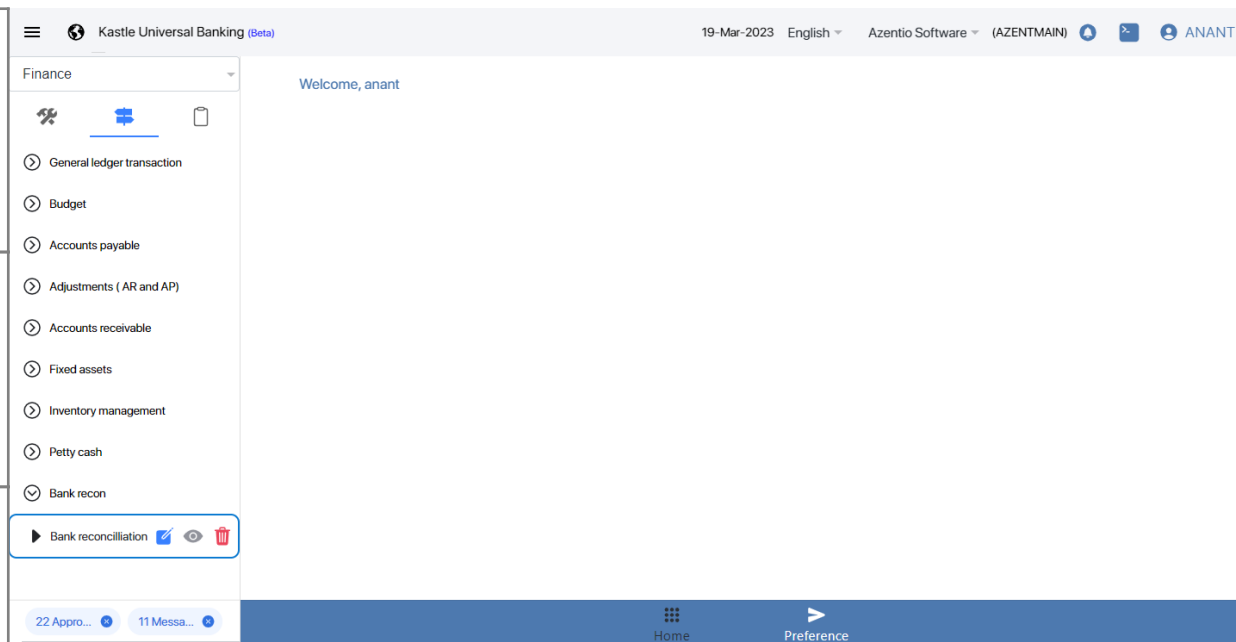 Kastle Universal Banking (Beta)
19-Mar-2023 English Azentio Software (AZENTMAIN) ANANT
Finance
Welcome, anant
General ledger transaction
Budget
Accounts payable
Adjustments ( AR and AP)
Accounts receivable
Fixed assets
Inventory management
Petty cash
Bank recon
Bank reconcilliation
22 Appro... 11 Messa...
Home Preference